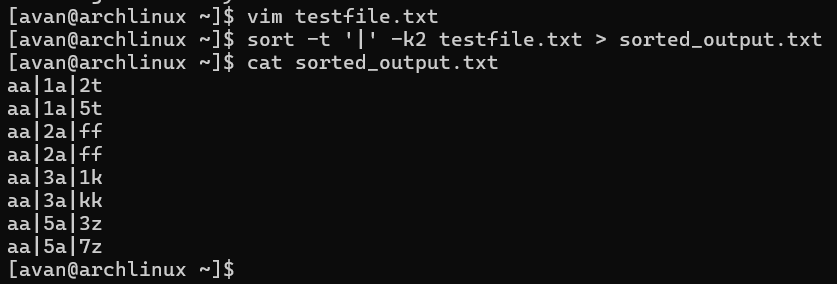 [avan@archlinux ~]$ vim testfile.txt
[avan@archlinux ~]$ sort -t '|' -k2 testfile.txt > sorted_output.txt
[avan@archlinux ~]$ cat sorted_output.txt
aa|1a|2t
aa|1a|5t
aa|2a|ff
aa|2a|ff
aa|3a|1k
aa|3a|kk
aa|5a|3z
aa|5a|7z
[avan@archlinux ~]$